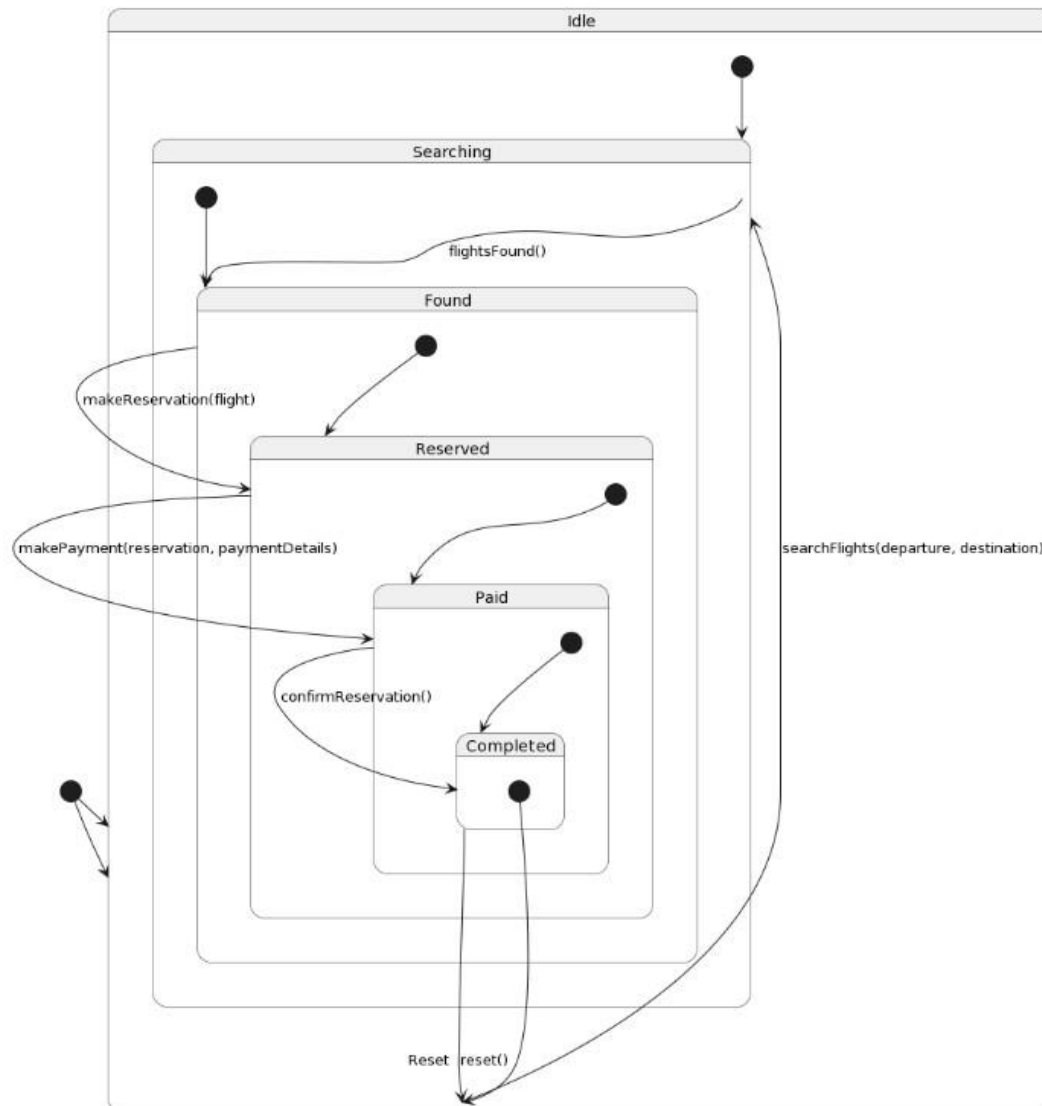 Idle
Searching
flightsFound()
Found
makeReservation(flight)
Reserved
makePayment(reservation, paymentDetails)
searchFlights(departure, destination)
Paid
confirmReservation()
Completed
Reset reset()